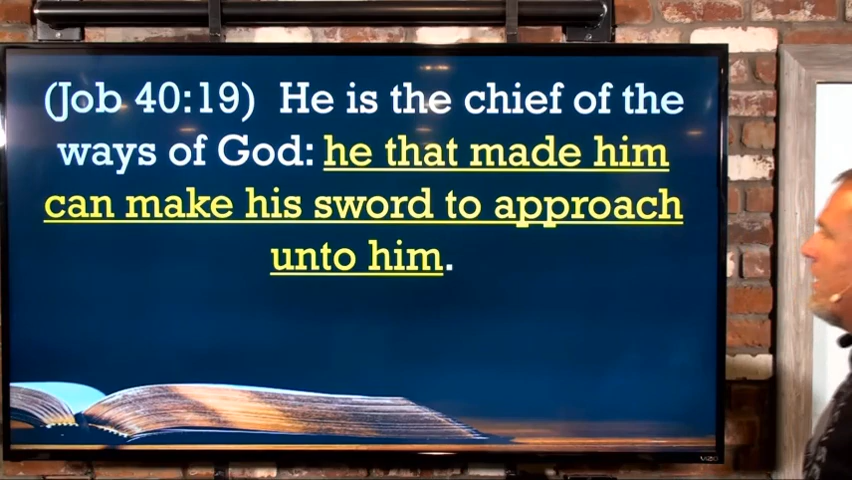 (Job 40:19) He is the chief of the
ways of God: he that made him
can make his sword to approach
unto him.
VIZIO